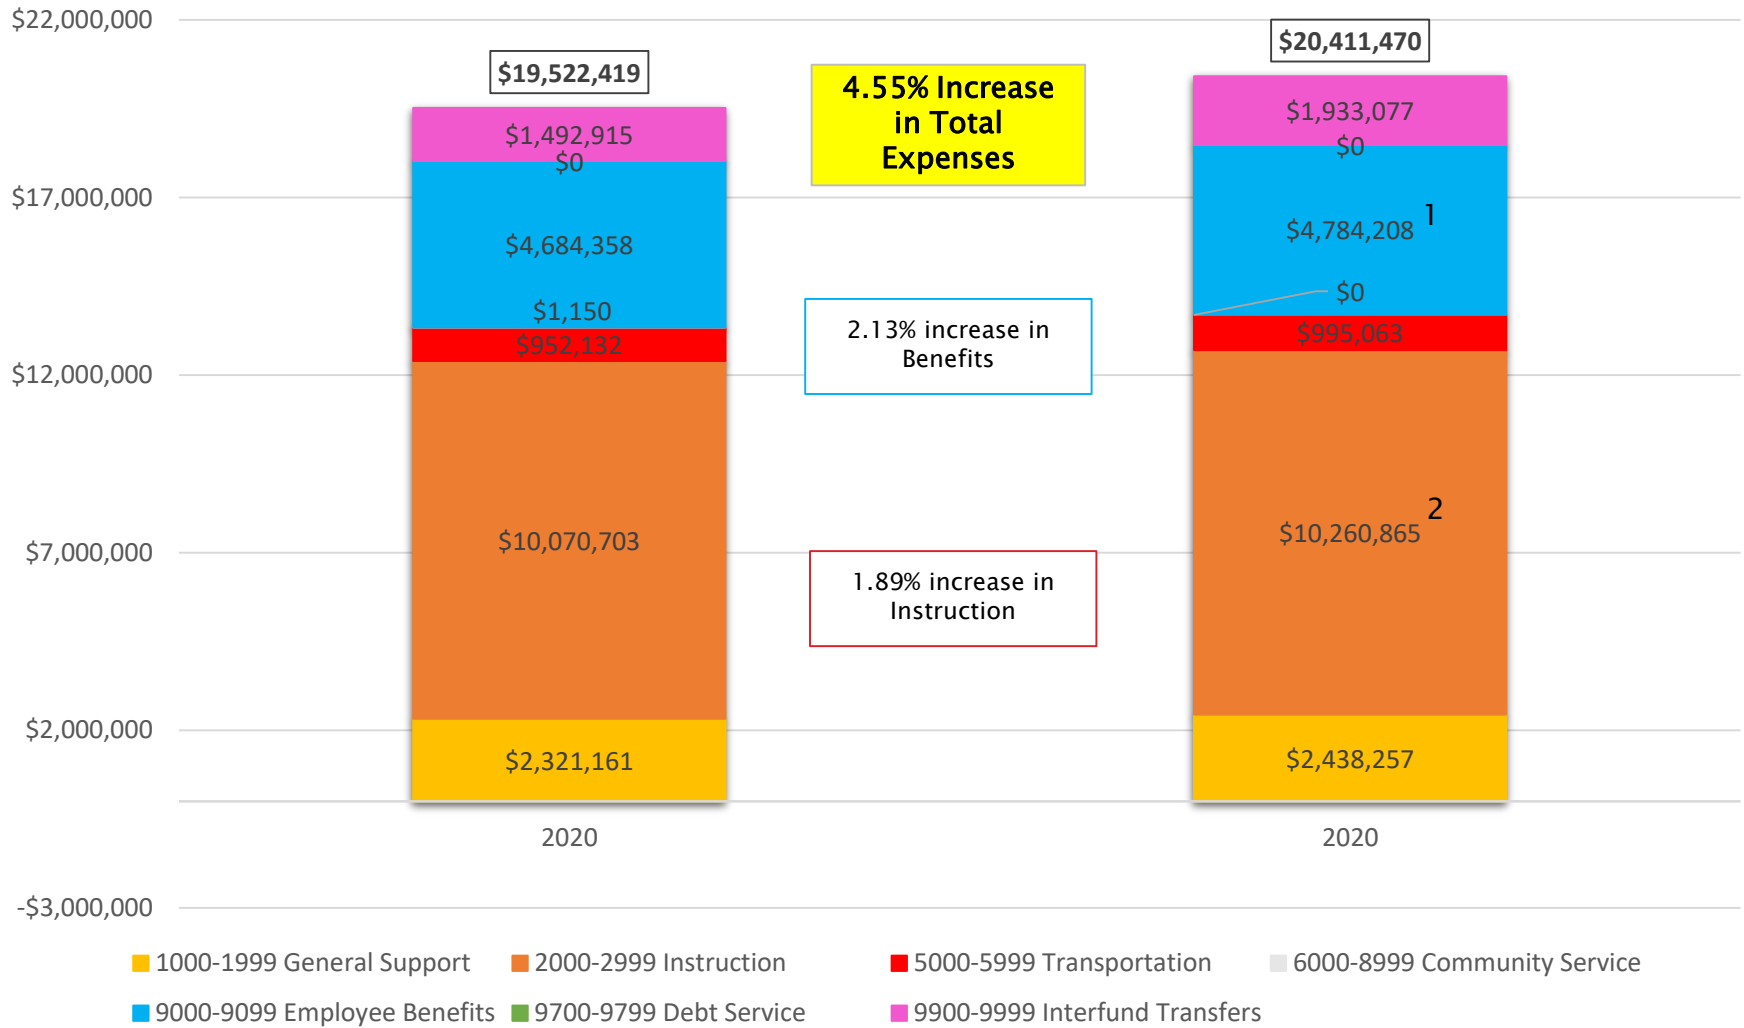 $22,000,000
$17,000,000
$12,000,000
$7,000,000
$2,000,000
-$3,000,000
$19,522,419
$1,492,915
$0
$4,684,358
$1,150
$952,132
$10,070,703
$2,321,161
2020
4.55% Increase
in Total
Expenses
2.13% increase in
Benefits
1.89% increase in
Instruction
$20,411,470
$1,933,077
$0
$4,784,208 1
$0
$995,063
$10,260,865 2
$2,438,257
2020
1000-1999 General Support
2000-2999 Instruction
5000-5999 Transportation
6000-8999 Community Service
9000-9099 Employee Benefits
9700-9799 Debt Service
9900-9999 Interfund Transfers